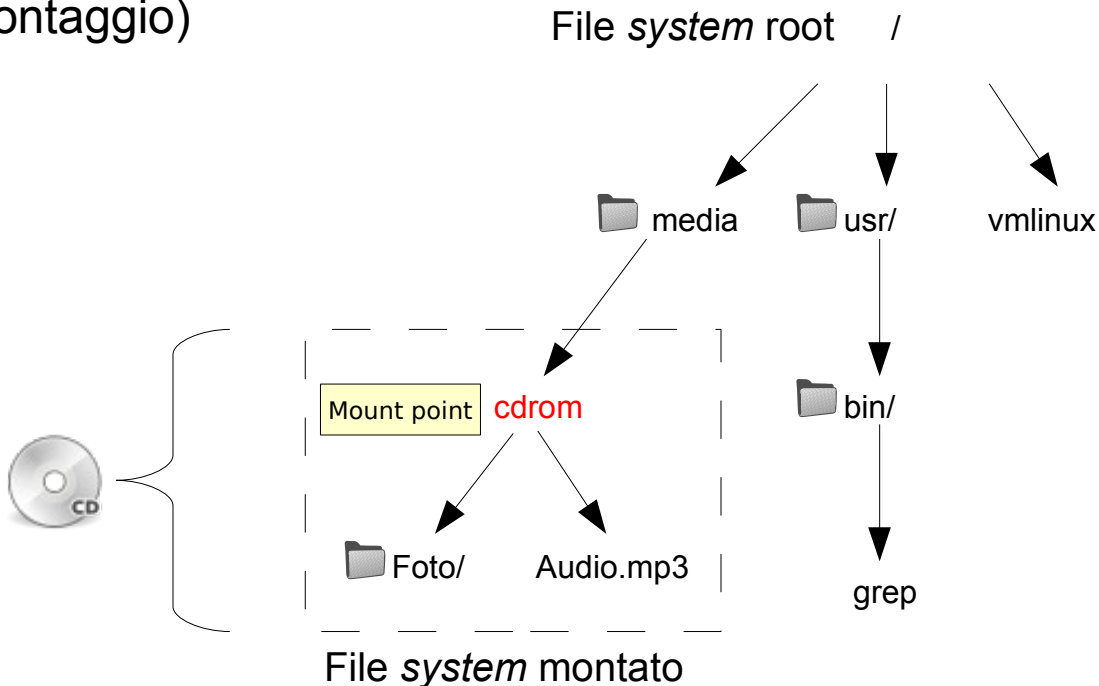 ontaggio)
File system root /
media usr/ vmlinux
Mount point cdrom bin/
CD
Foto/ Audio.mp3
grep
File system montato